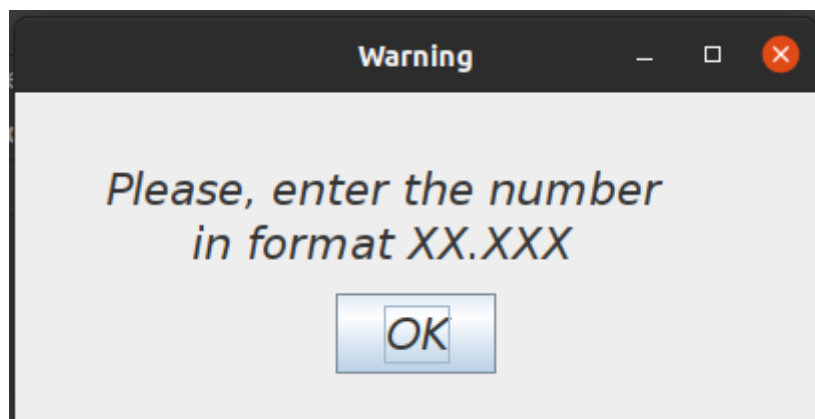 Warning
Please, enter the number
in format XX.XXX
OK